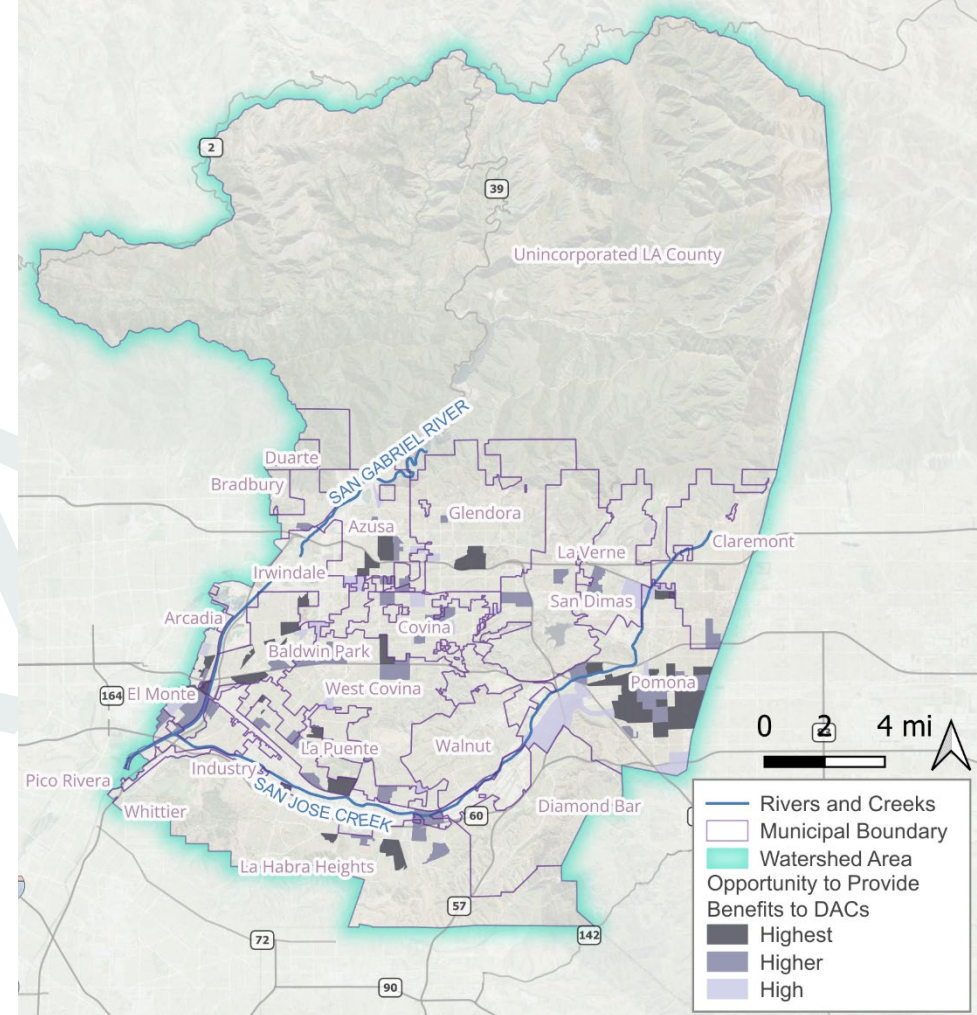 2
39
Unincorporated LA County
SAN GABRIEL RIVER
Duarte
Bradbury
Glendora
Azusa
Claremont
La Verne
Irwindale
San Dimas
Arcadia
Covina
Baldwin Park
Pomona
West Covina
164
El Monte
La Puente
Walnut
Industry
Pico Rivera
SAN JOSE CREEK
Whittier
60
Diamond Bar
La Habra Heights
57
142
72
90
0 2 4 mi
Rivers and Creeks
Municipal Boundary
Watershed Area
Opportunity to Provide
Benefits to DACs
Highest
Higher
High